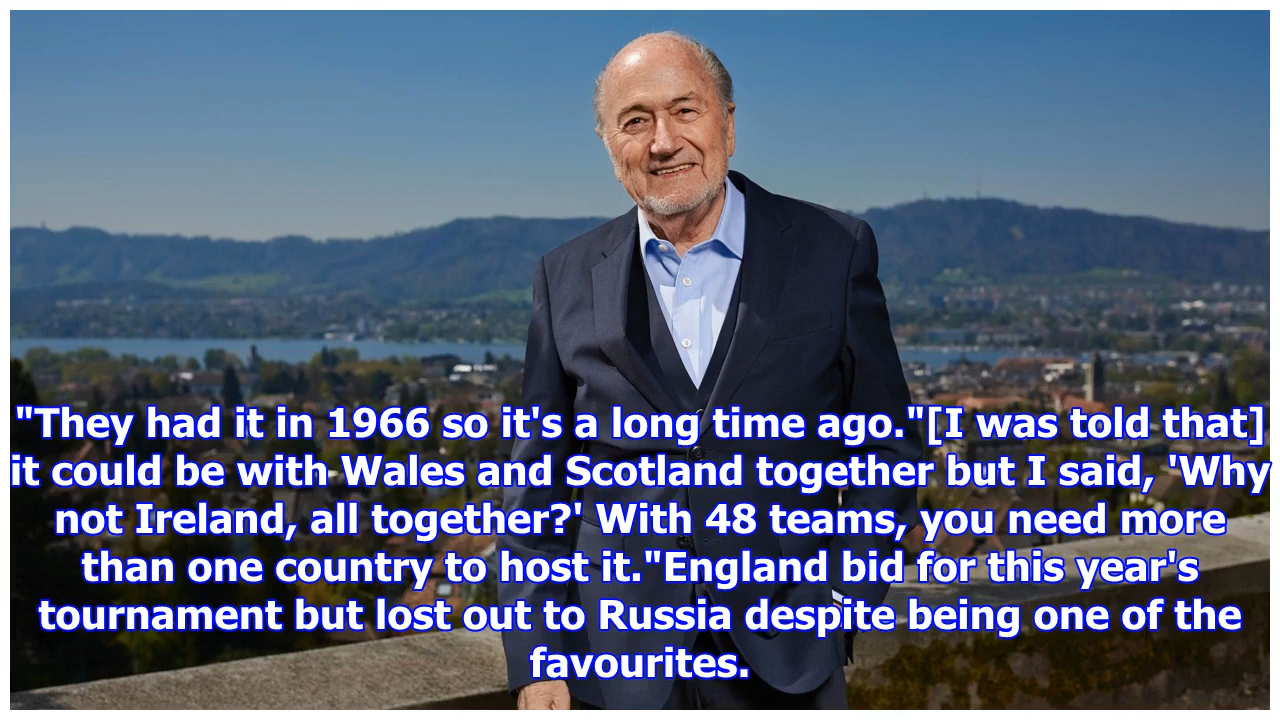 "They had it in 1966 so it's a long time ago."[I was told that]
it could be with Wales and Scotland together but I said, 'Why
not Ireland, all together?' With 48 teams, you need more
than one country to host it."England bid for this year's
tournament but lost out to Russia despite being one of the
favourites.